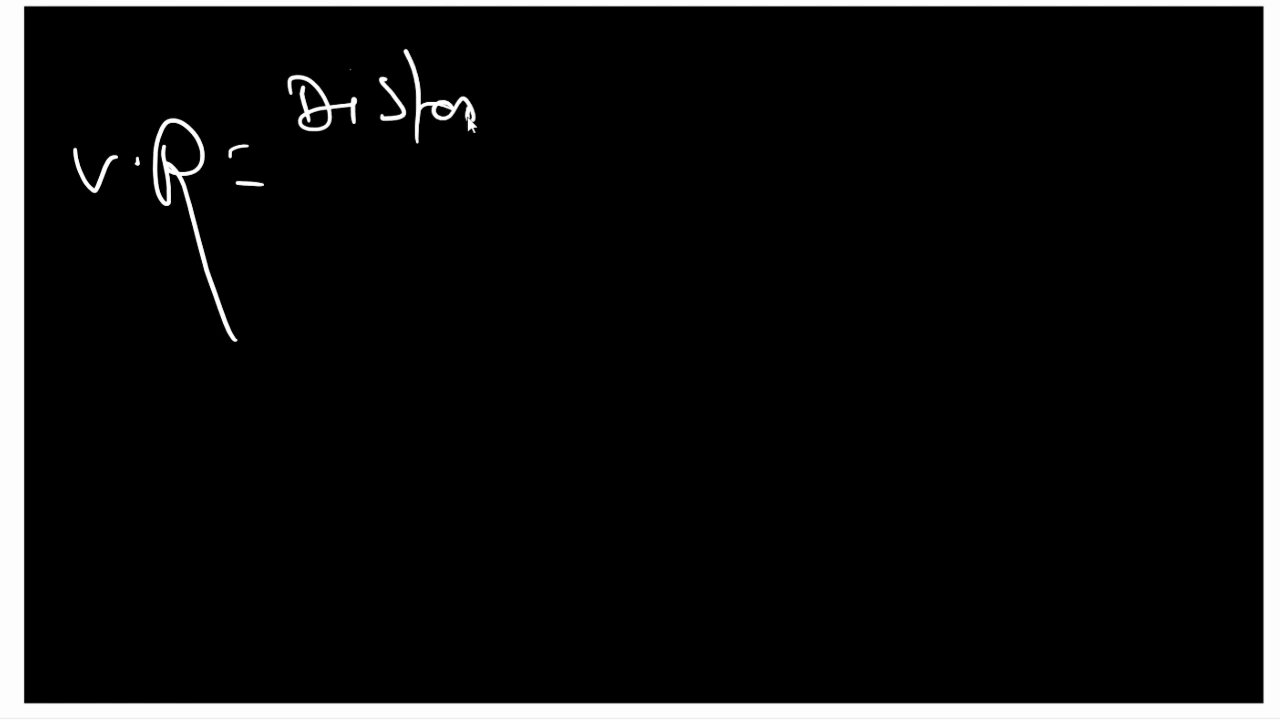 V.R = Distan